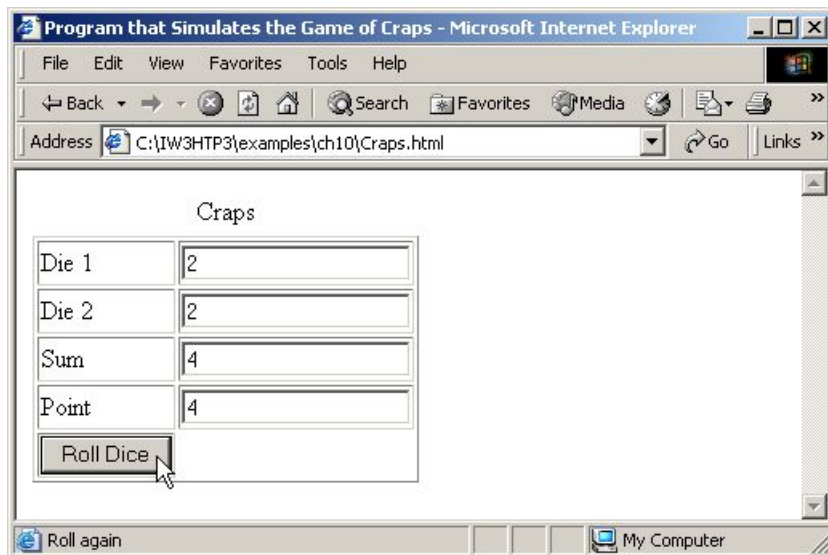 Program that Simulates the Game of Craps - Microsoft Internet Explorer
File Edit View Favorites Tools Help
Back Search Favorites Media »
Address C:\IW3HTP3\examples\ch10\Craps.html Go Links »
Craps
Die 1 2
Die 2 2
Sum 4
Point 4
Roll Dice
Roll again My Computer